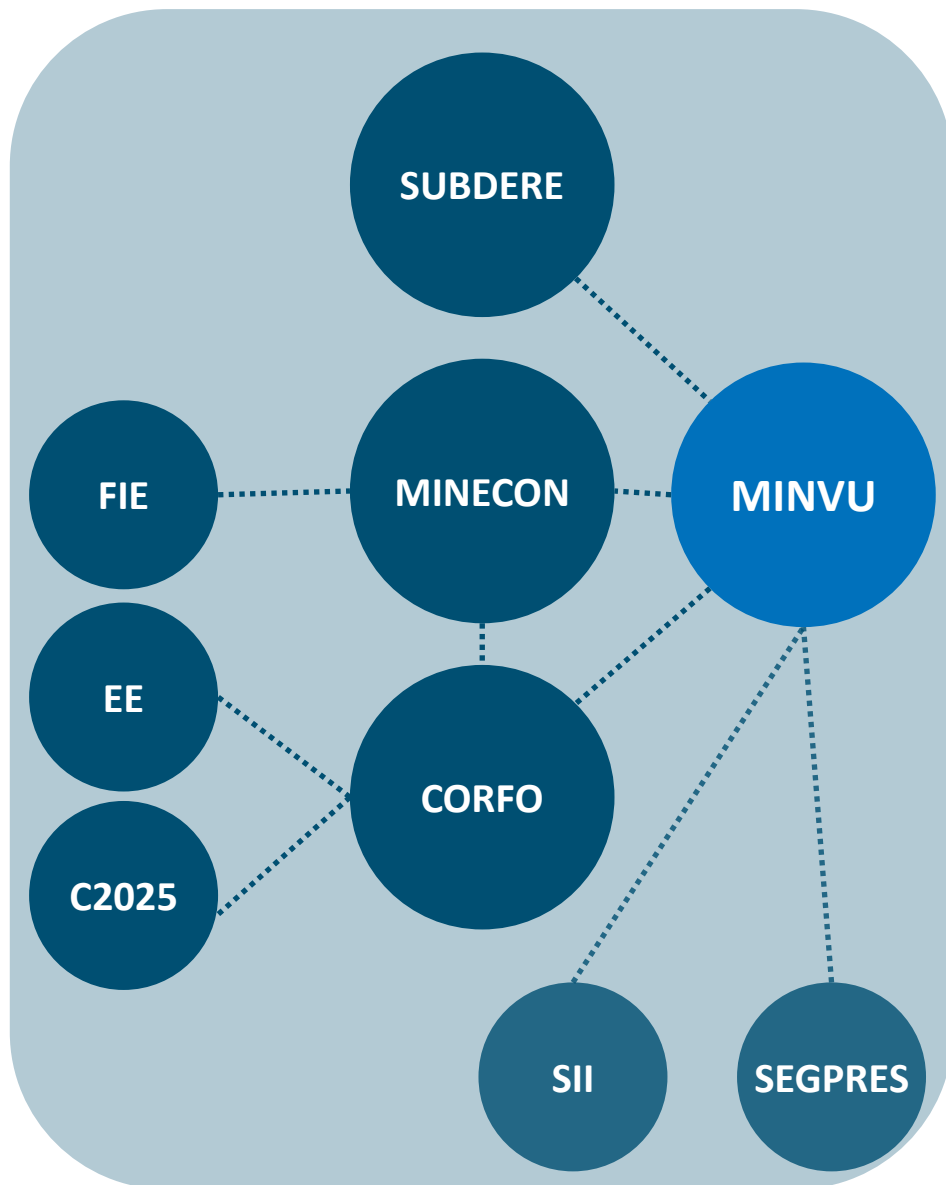 SUBDERE
FIE
MINECON
MINVU
EE
CORFO
C2025
SII
SEGPRES